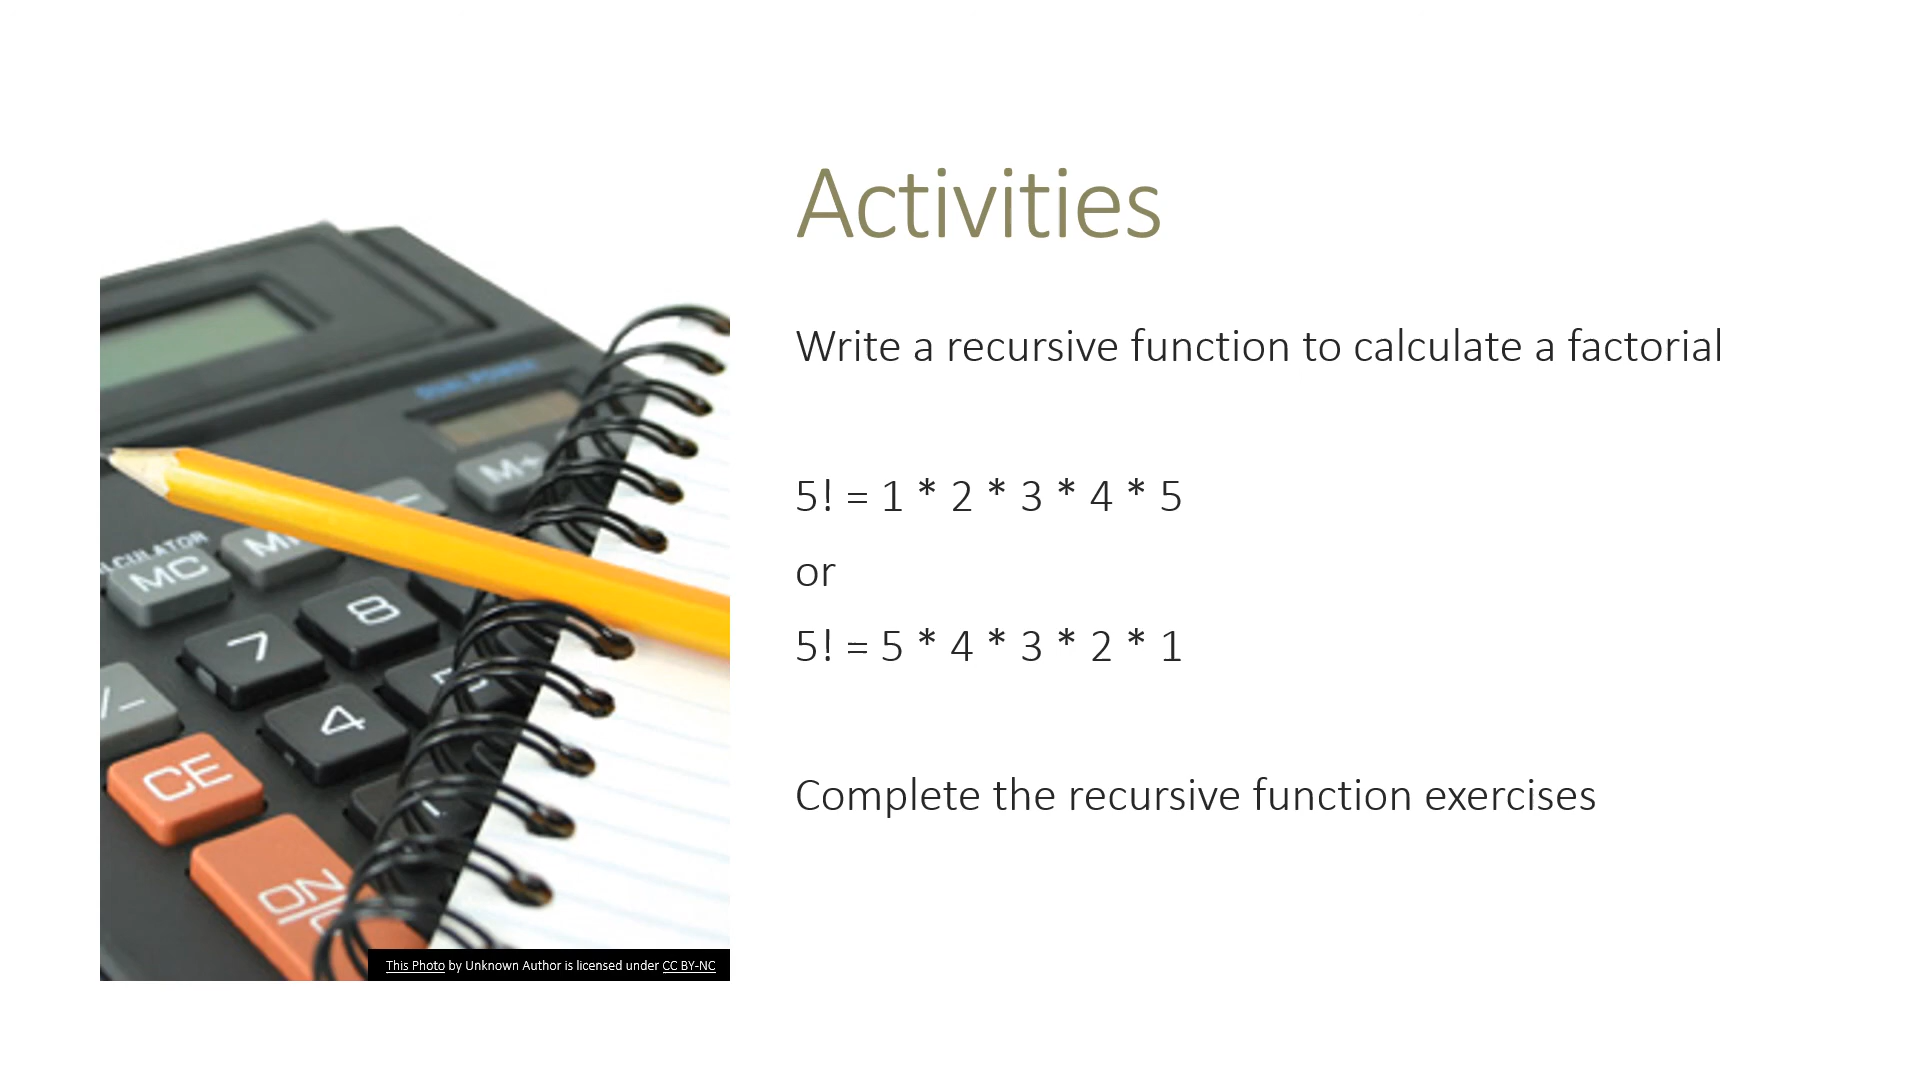 Activities
Write a recursive function to calculate a factorial
5! = 1 * 2 * 3 * 4 * 5
or
5! = 5 * 4 * 3 * 2 * 1
Complete the recursive function exercises
M+
MC
8
7
4
CE
ON
This Photo by Unknown Author is licensed under CC BY-NC